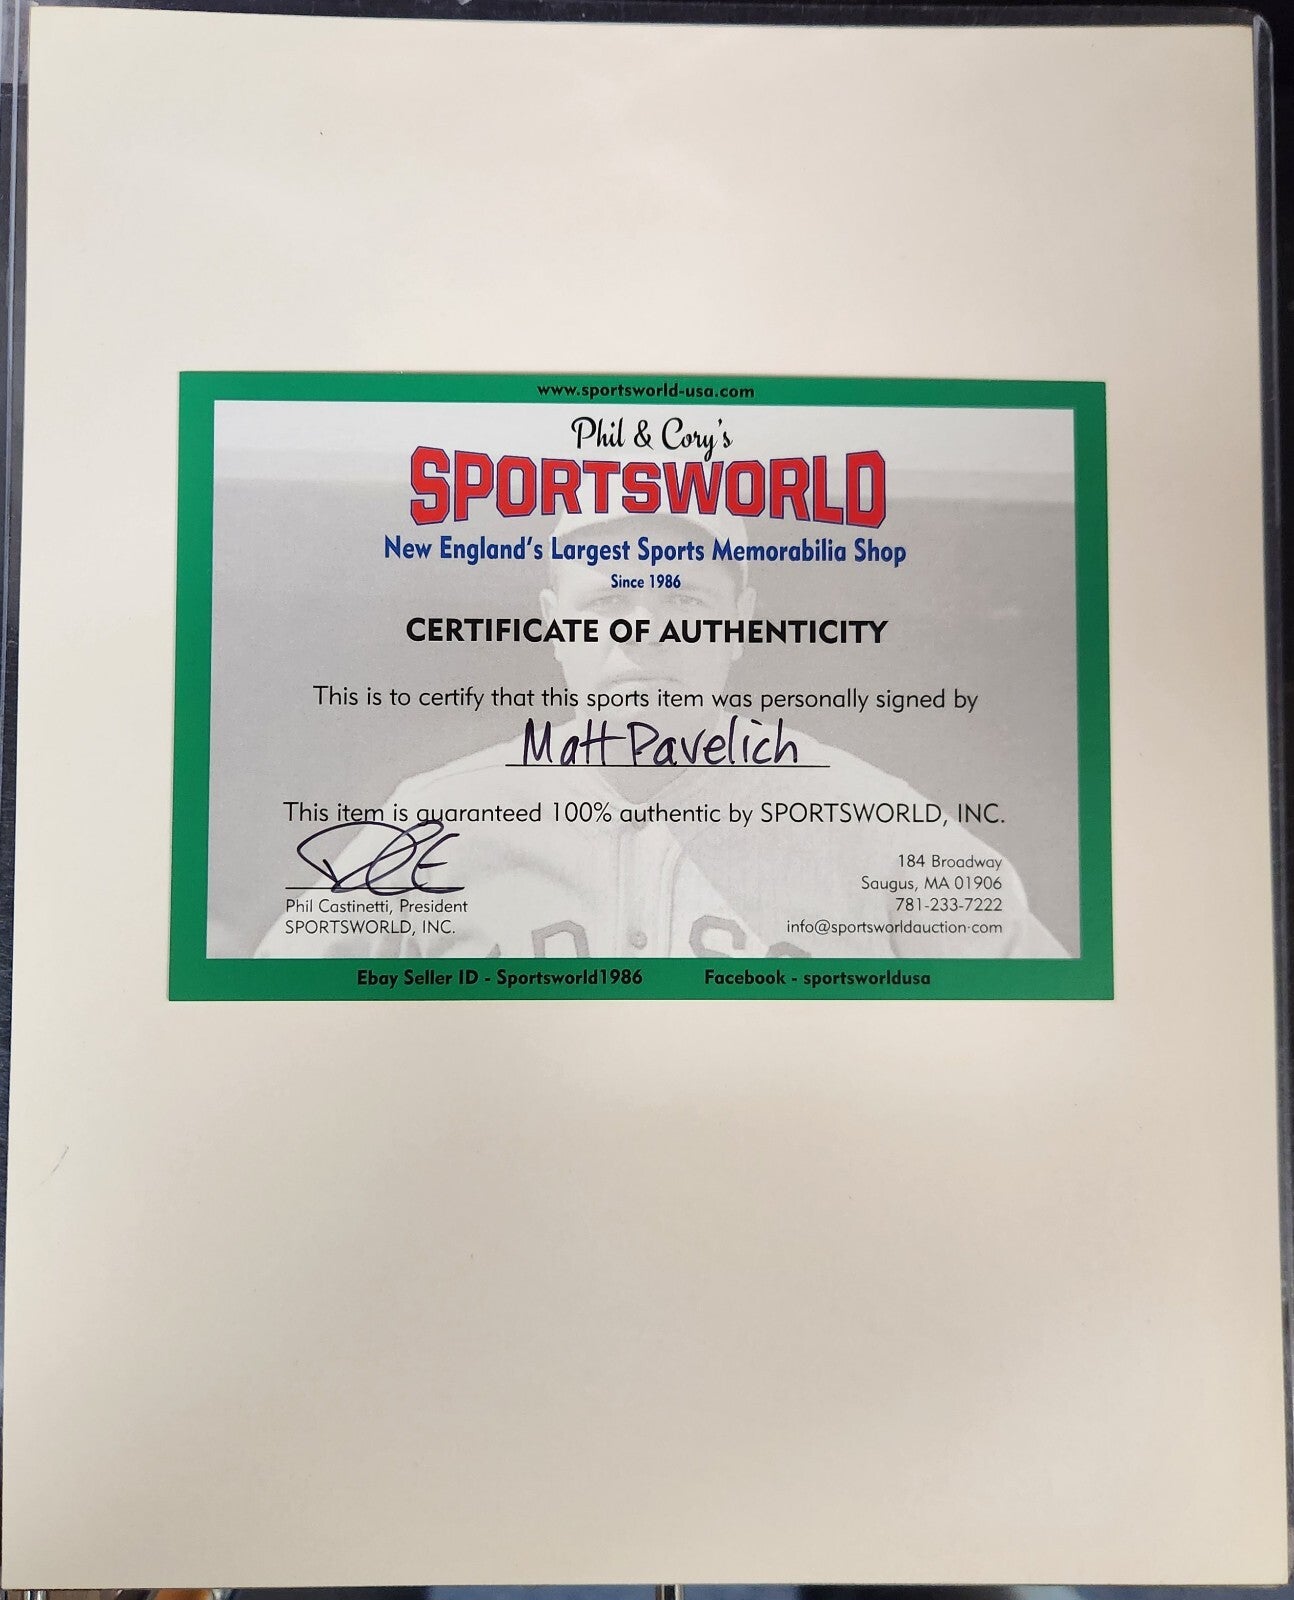 www.sportsworld-usa.com
Phil & Cory's
SPORTSWORLD
New England's Largest Sports Memorabilia Shop
Since 1986
CERTIFICATE OF AUTHENTICITY
This is to certify that this sports item was personally signed by
Matt Pavelich
This item is guaranteed 100% authentic by SPORTSWORLD, INC.
Phil Castinetti, President
SPORTSWORLD, INC.
184 Broadway
Saugus, MA 01906
781-233-7222
info@sportsworldauction.com
Ebay Seller ID - Sportsworld1986 Facebook - sportsworldusa